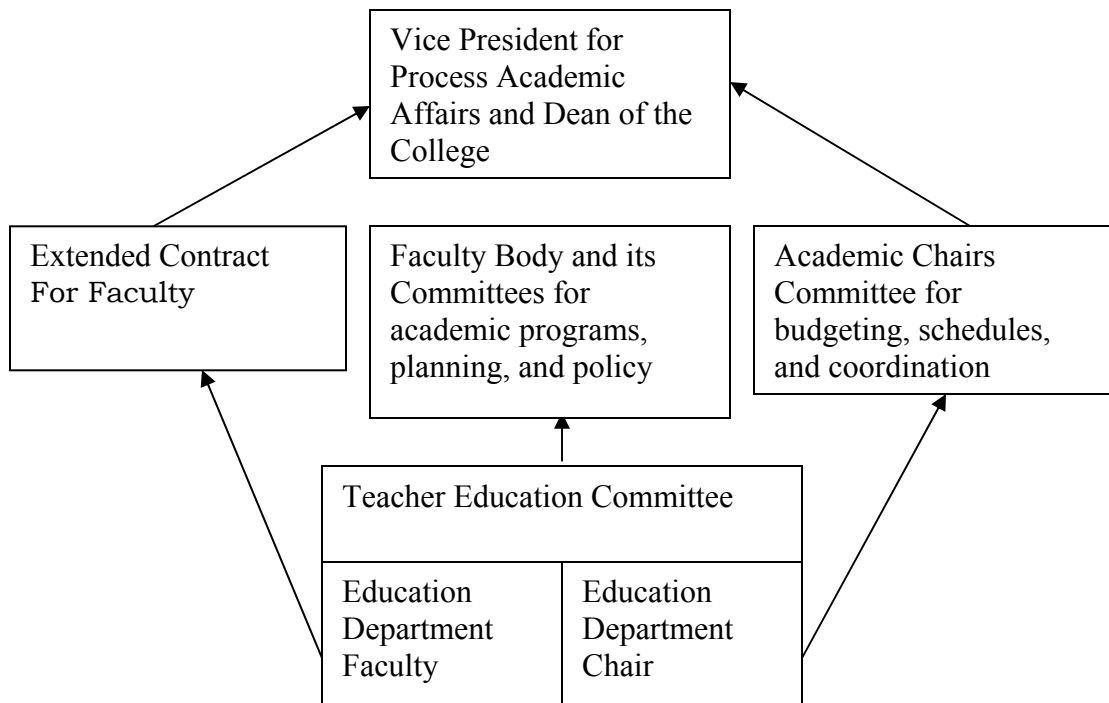 Vice President for
Process Academic
Affairs and Dean of the
College
Extended Contract
For Faculty
Faculty Body and its
Committees for
academic programs,
planning, and policy
Academic Chairs
Committee for
budgeting, schedules,
and coordination
Teacher Education Committee
Education
Department
Faculty
Education
Department
Chair